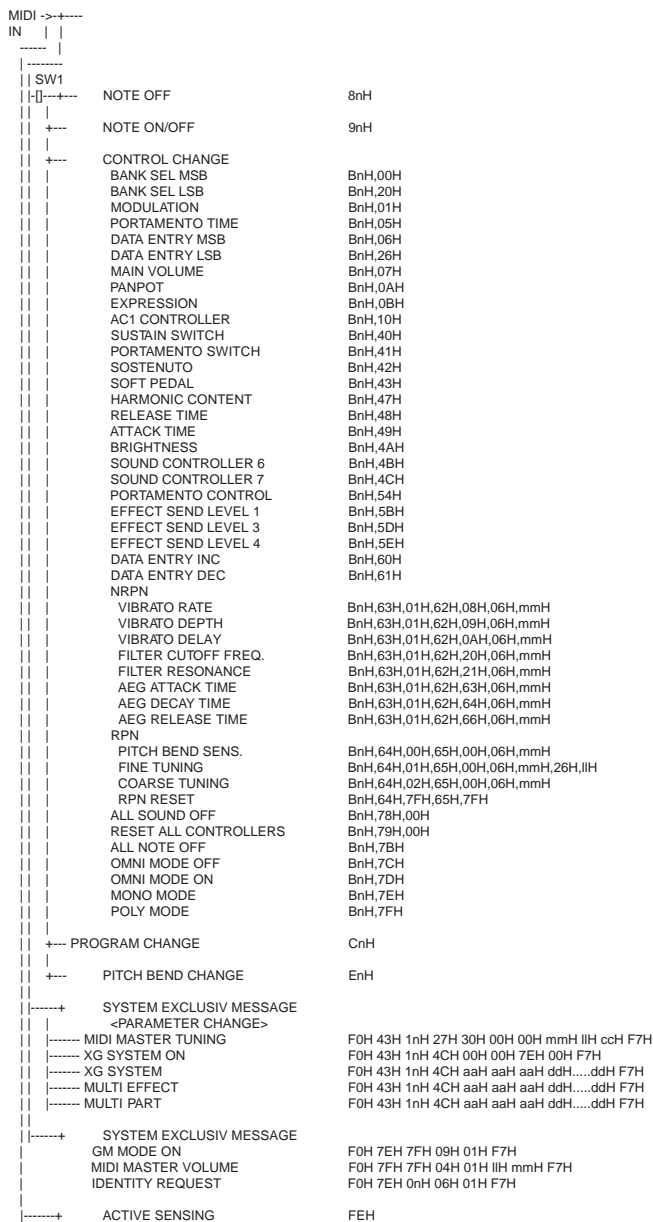 MIDI ->-+----
IN | |
------ |
| --------
| | SW1
| |-[]---+--- NOTE OFF 8nH
| | |
| | +--- NOTE ON/OFF 9nH
| | |
| | +--- CONTROL CHANGE
| | | BANK SEL MSB BnH,00H
| | | BANK SEL LSB BnH,20H
| | | MODULATION BnH,01H
| | | PORTAMENTO TIME BnH,05H
| | | DATA ENTRY MSB BnH,06H
| | | DATA ENTRY LSB BnH,26H
| | | MAIN VOLUME BnH,07H
| | | PANPOT BnH,0AH
| | | EXPRESSION BnH,0BH
| | | AC1 CONTROLLER BnH,10H
| | | SUSTAIN SWITCH BnH,40H
| | | PORTAMENTO SWITCH BnH,41H
| | | SOSTENUTO BnH,42H
| | | SOFT PEDAL BnH,43H
| | | HARMONIC CONTENT BnH,47H
| | | RELEASE TIME BnH,48H
| | | ATTACK TIME BnH,49H
| | | BRIGHTNESS BnH,4AH
| | | SOUND CONTROLLER 6 BnH,4BH
| | | SOUND CONTROLLER 7 BnH,4CH
| | | PORTAMENTO CONTROL BnH,54H
| | | EFFECT SEND LEVEL 1 BnH,5BH
| | | EFFECT SEND LEVEL 3 BnH,5DH
| | | EFFECT SEND LEVEL 4 BnH,5EH
| | | DATA ENTRY INC BnH,60H
| | | DATA ENTRY DEC BnH,61H
| | | NRPN
| | | VIBRATO RATE BnH,63H,01H,62H,08H,06H,mmH
| | | VIBRATO DEPTH BnH,63H,01H,62H,09H,06H,mmH
| | | VIBRATO DELAY BnH,63H,01H,62H,0AH,06H,mmH
| | | FILTER CUTOFF FREQ. BnH,63H,01H,62H,20H,06H,mmH
| | | FILTER RESONANCE BnH,63H,01H,62H,21H,06H,mmH
| | | AEG ATTACK TIME BnH,63H,01H,62H,63H,06H,mmH
| | | AEG DECAY TIME BnH,63H,01H,62H,64H,06H,mmH
| | | AEG RELEASE TIME BnH,63H,01H,62H,66H,06H,mmH
| | | RPN
| | | PITCH BEND SENS. BnH,64H,00H,65H,00H,06H,mmH
| | | FINE TUNING BnH,64H,01H,65H,00H,06H,mmH,26H,llH
| | | COARSE TUNING BnH,64H,02H,65H,00H,06H,mmH
| | | RPN RESET BnH,64H,7FH,65H,7FH
| | | ALL SOUND OFF BnH,78H,00H
| | | RESET ALL CONTROLLERS BnH,79H,00H
| | | ALL NOTE OFF BnH,7BH
| | | OMNI MODE OFF BnH,7CH
| | | OMNI MODE ON BnH,7DH
| | | MONO MODE BnH,7EH
| | | POLY MODE BnH,7FH
| | |
| | +--- PROGRAM CHANGE CnH
| | |
| | +--- PITCH BEND CHANGE EnH
| |
| |------+ SYSTEM EXCLUSIV MESSAGE
| | | <PARAMETER CHANGE>
| | |------- MIDI MASTER TUNING F0H 43H 1nH 27H 30H 00H 00H mmH llH ccH F7H
| | |------- XG SYSTEM ON F0H 43H 1nH 4CH 00H 00H 7EH 00H F7H
| | |------- XG SYSTEM F0H 43H 1nH 4CH aaH aaH aaH ddH.....ddH F7H
| | |------- MULTI EFFECT F0H 43H 1nH 4CH aaH aaH aaH ddH.....ddH F7H
| | |------- MULTI PART F0H 43H 1nH 4CH aaH aaH aaH ddH.....ddH F7H
| |
| |------+ SYSTEM EXCLUSIV MESSAGE
| GM MODE ON F0H 7EH 7FH 09H 01H F7H
| MIDI MASTER VOLUME F0H 7FH 7FH 04H 01H llH mmH F7H
| IDENTITY REQUEST F0H 7EH 0nH 06H 01H F7H
|
|-------+ ACTIVE SENSING FEH